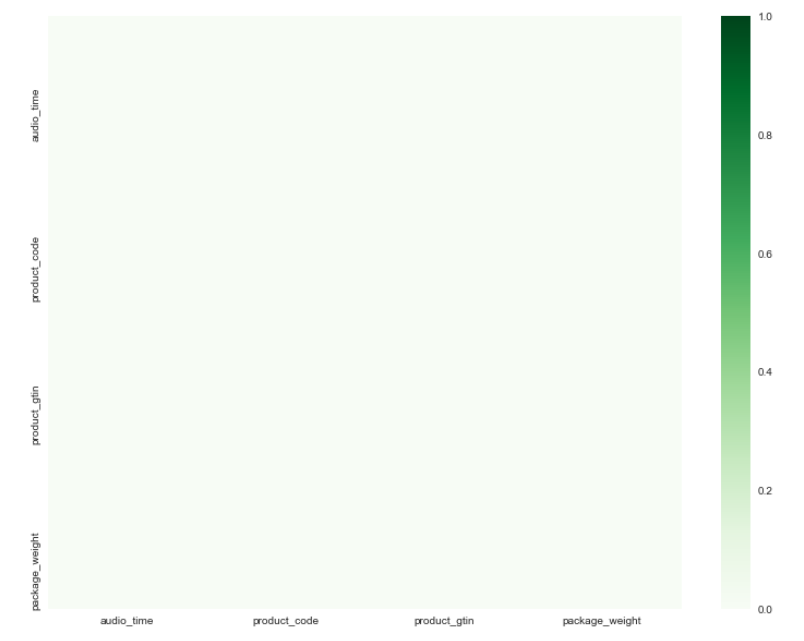 audio_time
product_code
product_gtin
package_weight
audio_time
product_code
product_gtin
package_weight
1.0
0.8
0.6
0.4
0.2
0.0